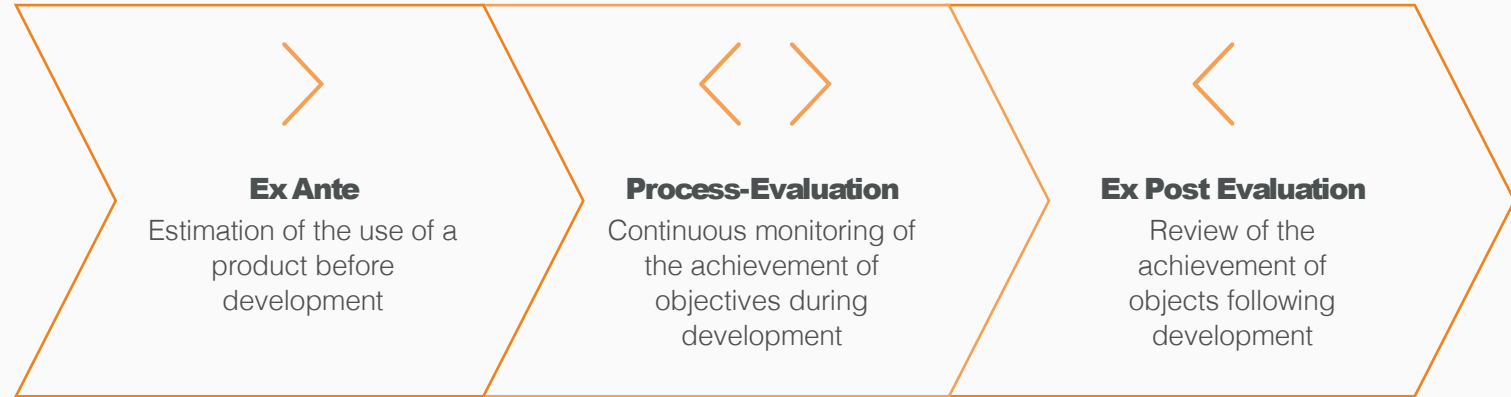 Ex Ante
Estimation of the use of a
product before
development
Process-Evaluation
Continuous monitoring of
the achievement of
objectives during
development
Ex Post Evaluation
Review of the
achievement of
objects following
development